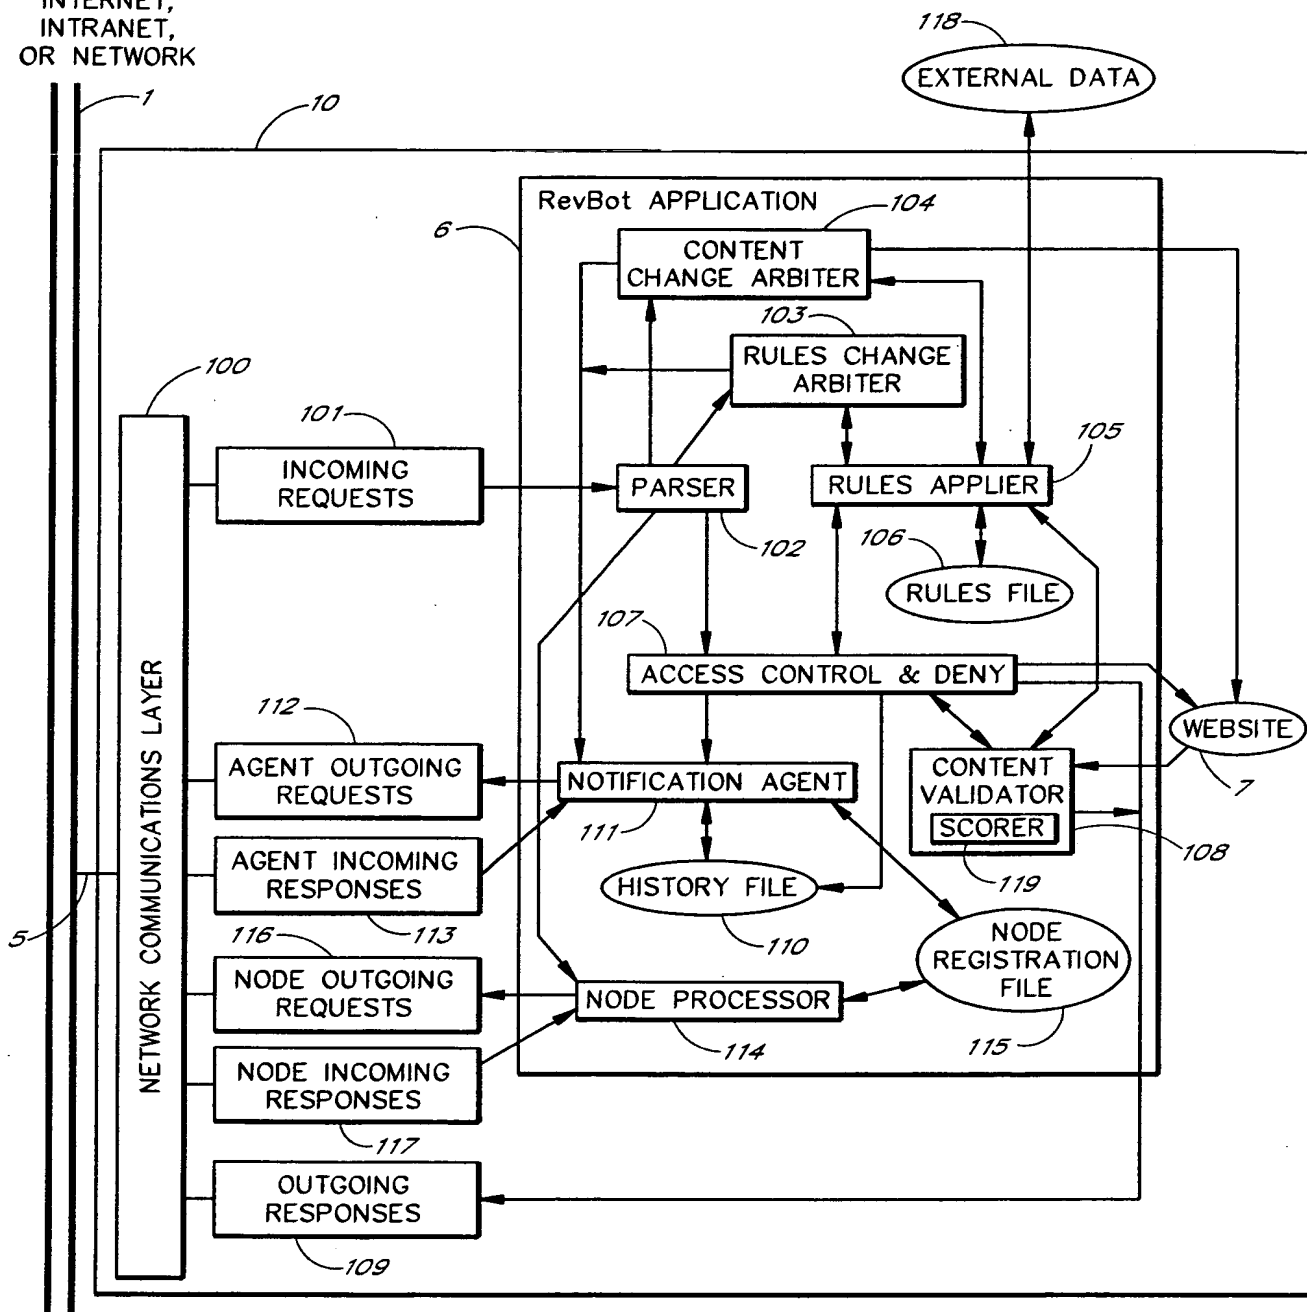 INTERNET,
INTRANET,
OR NETWORK
1
10
118
EXTERNAL DATA
RevBot APPLICATION
6
104
CONTENT
CHANGE ARBITER
103
RULES CHANGE
ARBITER
100
NETWORK COMMUNICATIONS LAYER
101
INCOMING
REQUESTS
PARSER
102
105
RULES APPLIER
106
RULES FILE
107
ACCESS CONTROL & DENY
112
AGENT OUTGOING
REQUESTS
NOTIFICATION AGENT
111
CONTENT
VALIDATOR
SCORER
119
108
WEBSITE
7
AGENT INCOMING
RESPONSES
113
HISTORY FILE
110
5
116
NODE OUTGOING
REQUESTS
NODE PROCESSOR
114
NODE
REGISTRATION
FILE
115
NODE INCOMING
RESPONSES
117
OUTGOING
RESPONSES
109